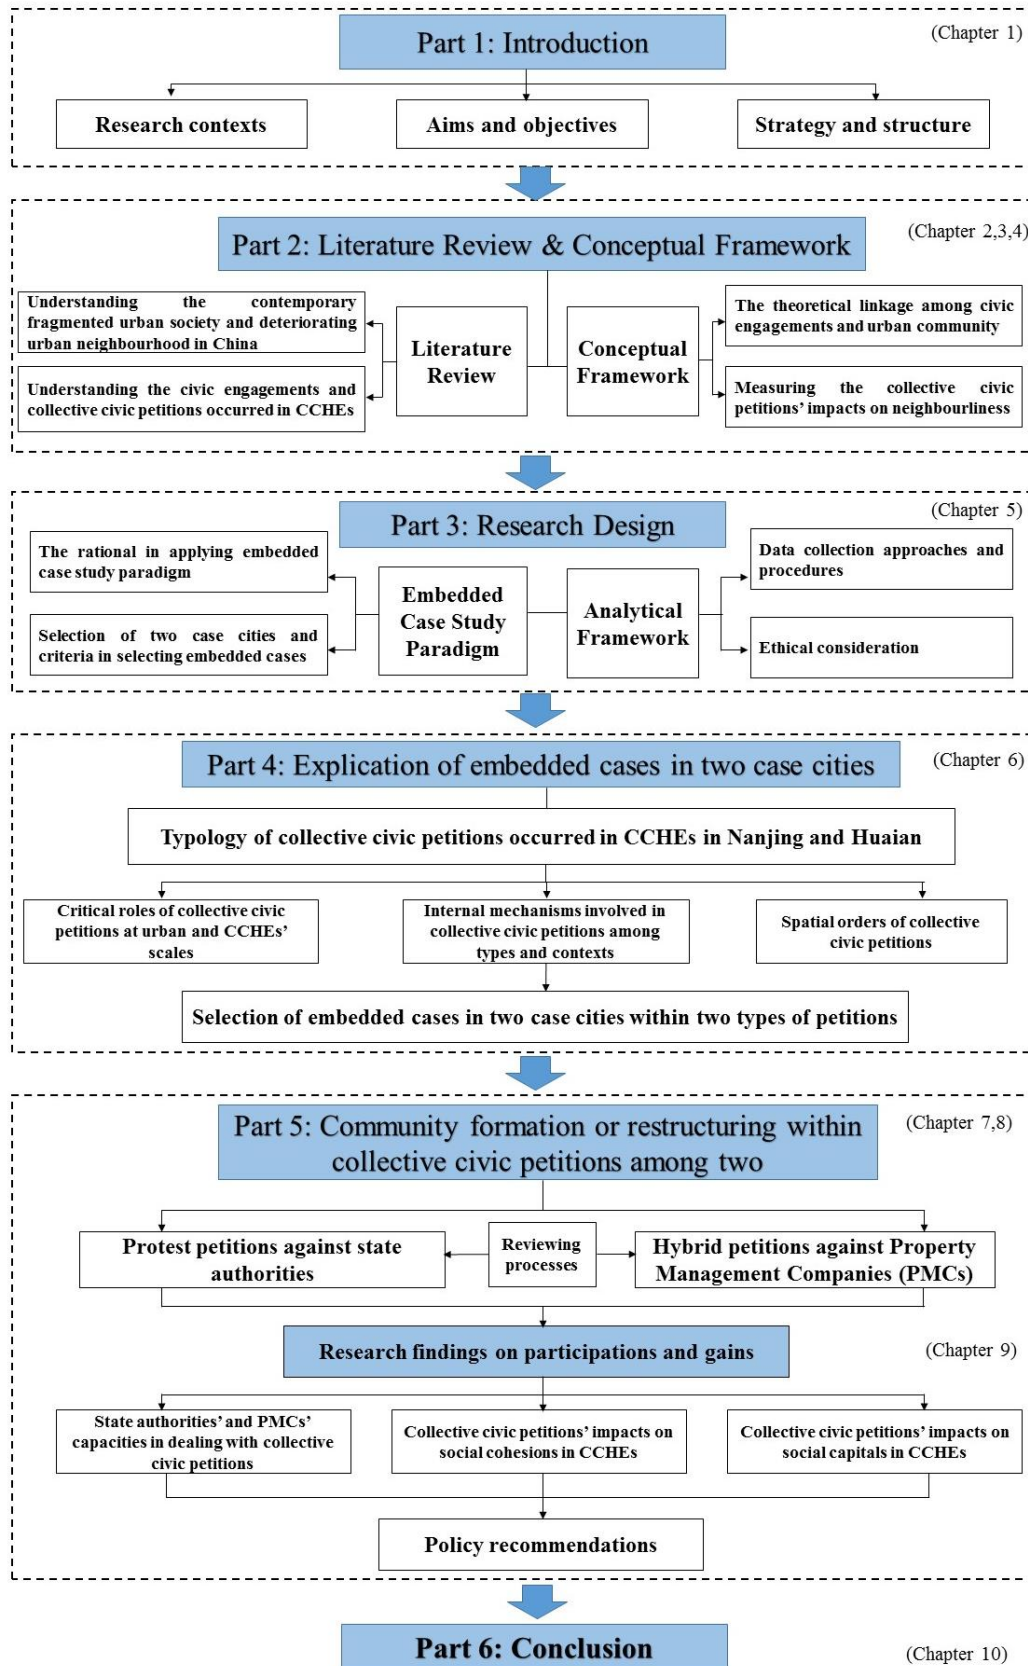 Part 1: Introduction
(Chapter 1)
Research contexts
Aims and objectives
Strategy and structure
Part 2: Literature Review & Conceptual Framework
(Chapter 2,3,4)
Understanding the contemporary
fragmented urban society and deteriorating
urban neighbourhood in China
Understanding the civic engagements and
collective civic petitions occurred in CCHEs
Literature
Review
Conceptual
Framework
The theoretical linkage among civic
engagements and urban community
Measuring the collective civic
petitions’ impacts on neighbourliness
Part 3: Research Design
(Chapter 5)
The rational in applying embedded
case study paradigm
Selection of two case cities and
criteria in selecting embedded cases
Embedded
Case Study
Paradigm
Analytical
Framework
Data collection approaches and
procedures
Ethical consideration
Part 4: Explication of embedded cases in two case cities
(Chapter 6)
Typology of collective civic petitions occurred in CCHEs in Nanjing and Huaian
Critical roles of collective civic
petitions at urban and CCHEs’
scales
Internal mechanisms involved in
collective civic petitions among
types and contexts
Spatial orders of collective
civic petitions
Selection of embedded cases in two case cities within two types of petitions
Part 5: Community formation or restructuring within
collective civic petitions among two
(Chapter 7,8)
Protest petitions against state
authorities
Reviewing
processes
Hybrid petitions against Property
Management Companies (PMCs)
Research findings on participations and gains
(Chapter 9)
State authorities’ and PMCs’
capacities in dealing with collective
civic petitions
Collective civic petitions’ impacts on
social cohesions in CCHEs
Collective civic petitions’ impacts on
social capitals in CCHEs
Policy recommendations
Part 6: Conclusion
(Chapter 10)